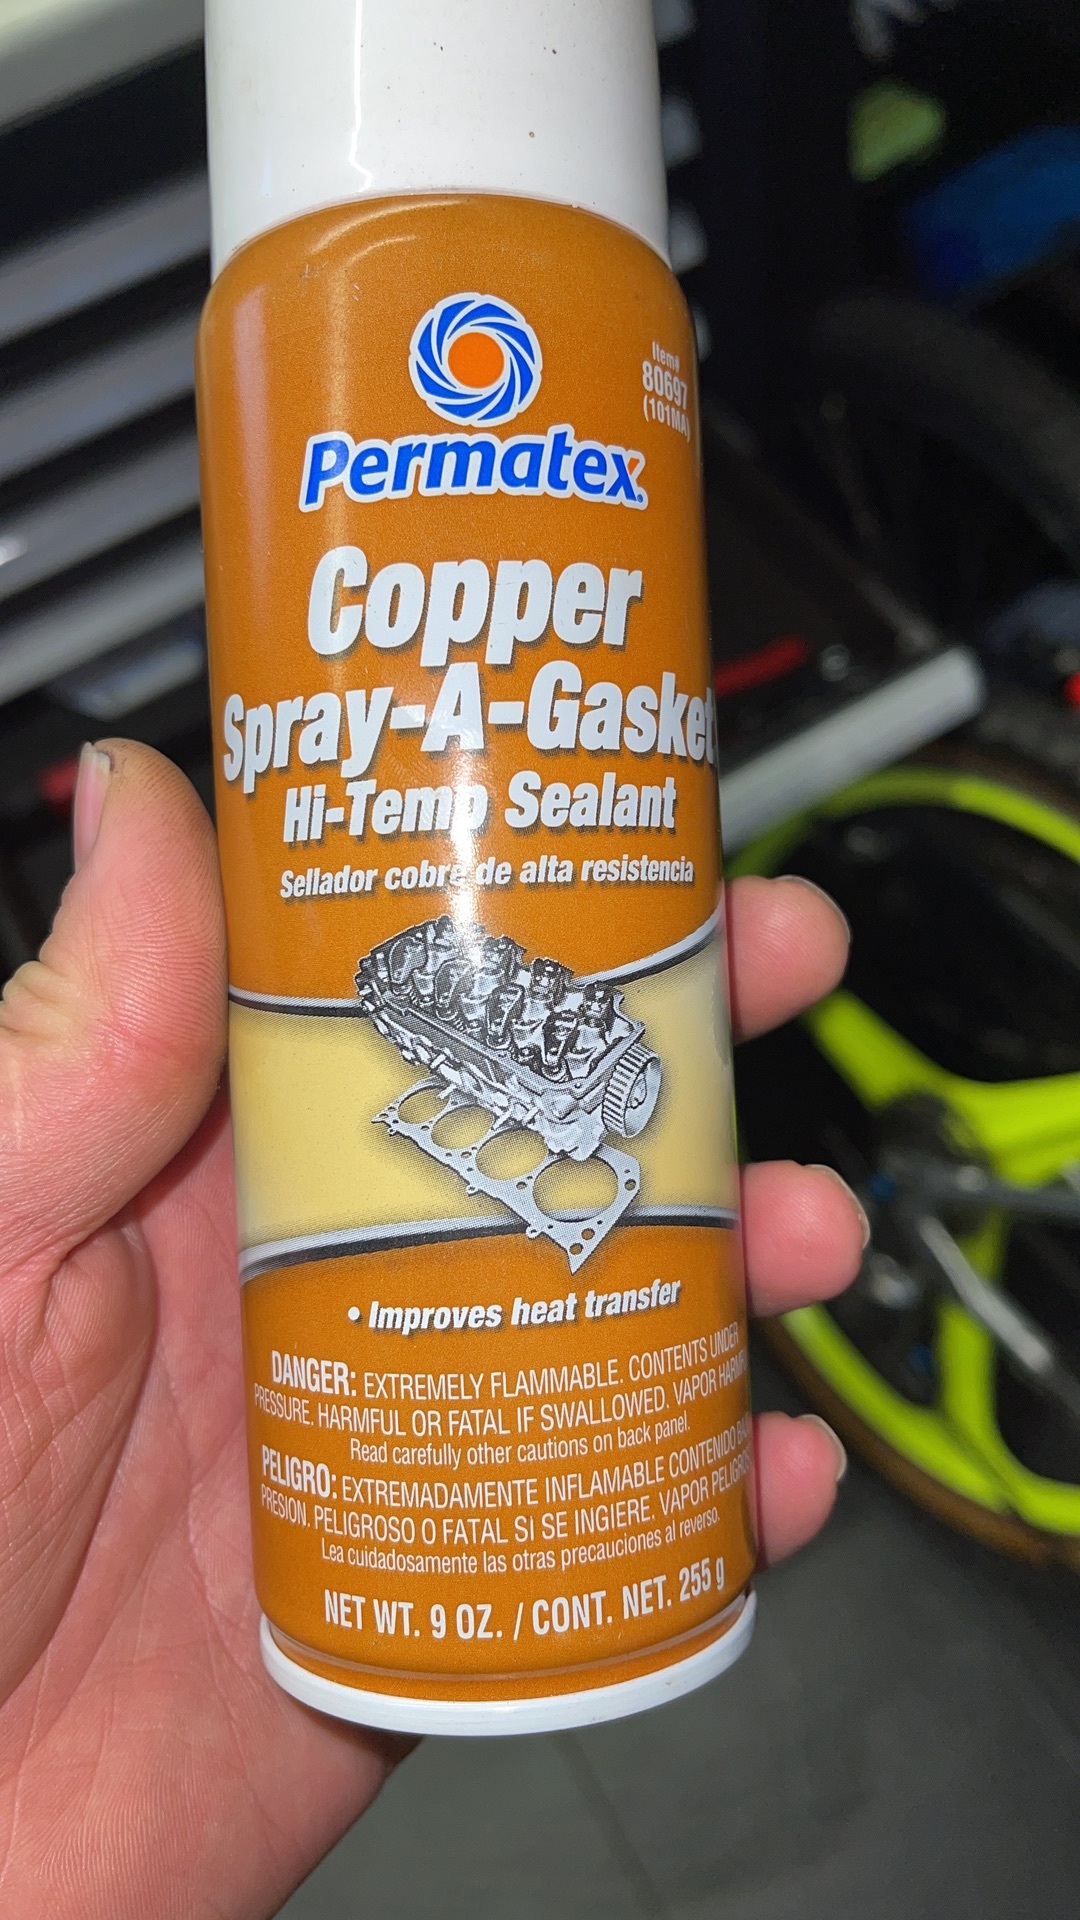 Item#
80697
(101MA)
Permatex®
Copper
Spray-A-Gasket
Hi-Temp Sealant
Sellador cobre de alta resistencia
• Improves heat transfer
DANGER: EXTREMELY FLAMMABLE. CONTENTS UNDER
PRESSURE. HARMFUL OR FATAL IF SWALLOWED. VAPOR
Read carefully other cautions on back panel.
PELIGRO: EXTREMADAMENTE INFLAMABLE CONTENIDO
PRESION. PELIGROSO O FATAL SI SE INGIERE. VAPOR
Lea cuidadosamente las otras precauciones al reverso.
NET WT. 9 OZ. / CONT. NET. 255 g